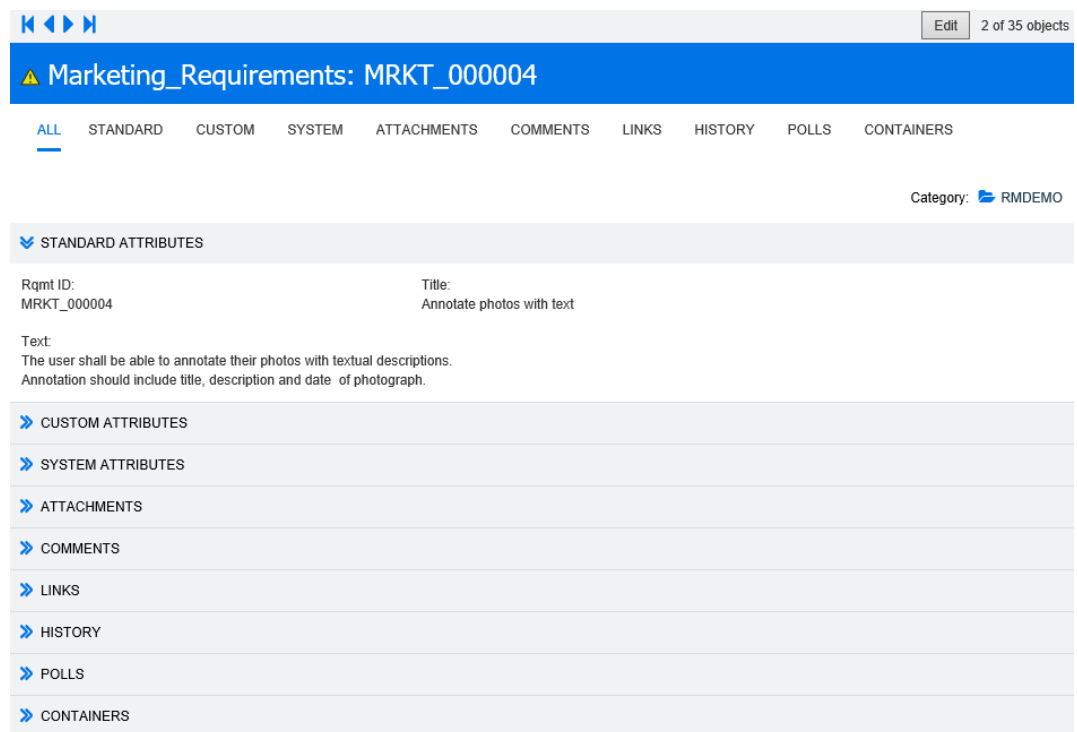 Edit 2 of 35 objects
Marketing_Requirements: MRKT_000004
ALL STANDARD CUSTOM SYSTEM ATTACHMENTS COMMENTS LINKS HISTORY POLLS CONTAINERS
Category: RMDEMO
STANDARD ATTRIBUTES
Rqmt ID: Title:
MRKT_000004 Annotate photos with text
Text:
The user shall be able to annotate their photos with textual descriptions.
Annotation should include title, description and date of photograph.
CUSTOM ATTRIBUTES
SYSTEM ATTRIBUTES
ATTACHMENTS
COMMENTS
LINKS
HISTORY
POLLS
CONTAINERS